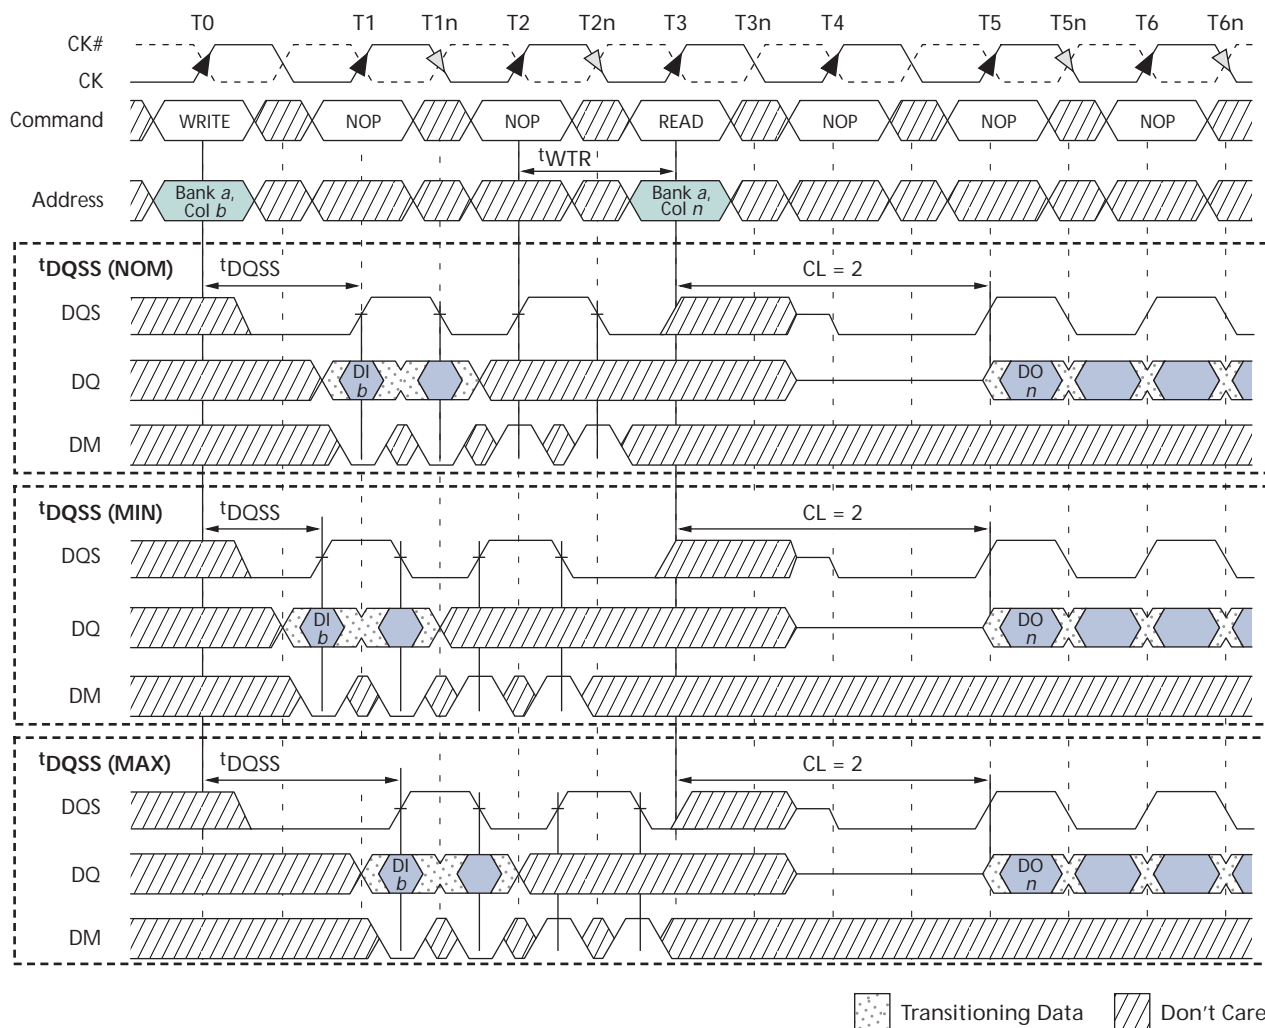 T0 T1 T1n T2 T2n T3 T3n T4 T5 T5n T6 T6n
CK#
CK
Command WRITE NOP NOP READ NOP NOP NOP
tWTR
Address Bank a, Col b Bank a, Col n
tDQSS (NOM) tDQSS CL = 2
DQS
DQ DI b DO n
DM
tDQSS (MIN) tDQSS CL = 2
DQS
DQ DI b DO n
DM
tDQSS (MAX) tDQSS CL = 2
DQS
DQ DI b DO n
DM
Transitioning Data Don't Care